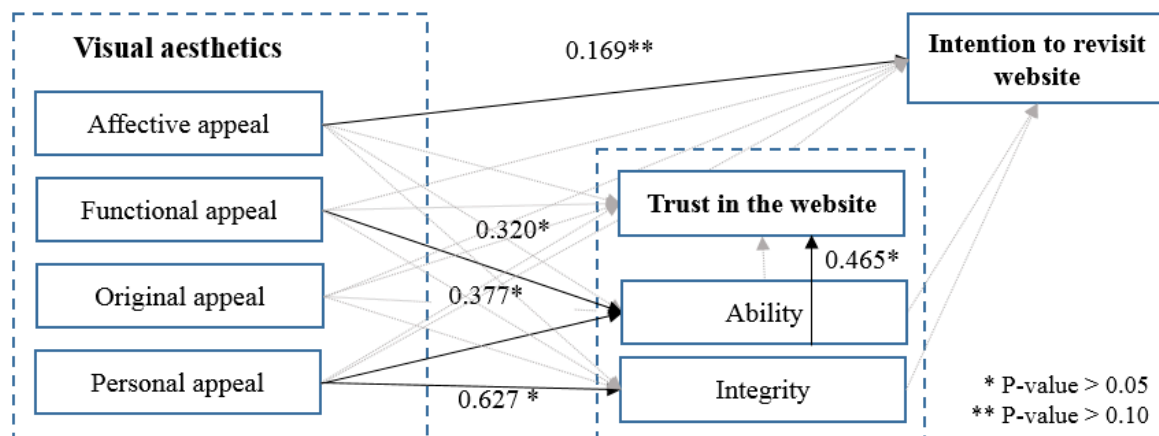 Visual aesthetics
Affective appeal
Functional appeal
Original appeal
Personal appeal
0.169**
0.320*
0.377*
0.627 *
Intention to revisit
website
Trust in the website
0.465*
Ability
Integrity
* P-value > 0.05
** P-value > 0.10